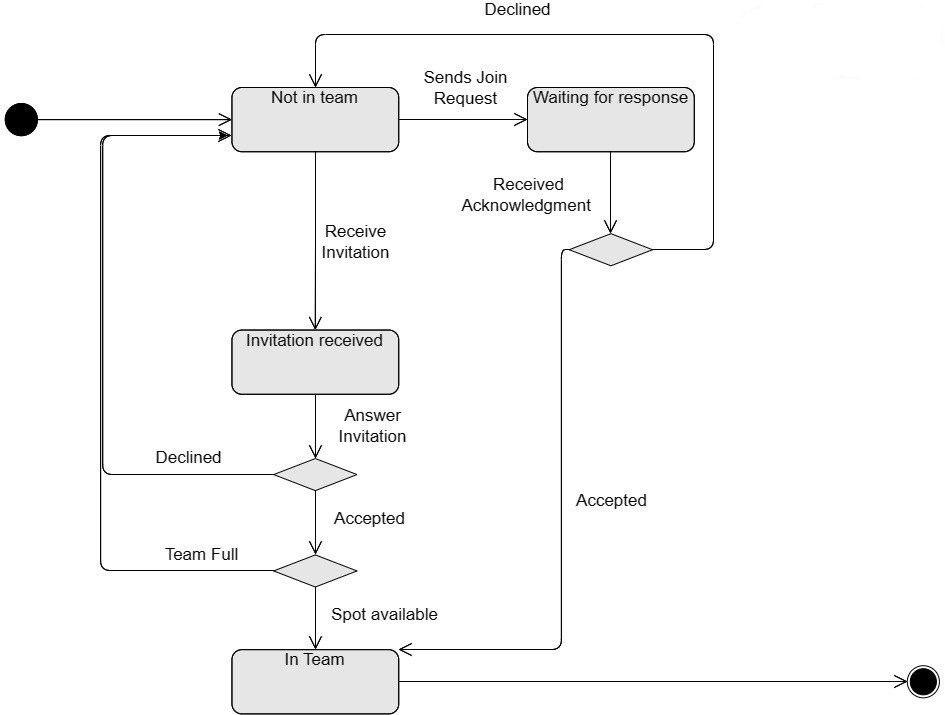 Declined
Sends Join
Request
Not in team
Waiting for response
Received
Acknowledgment
Receive
Invitation
Invitation received
Answer
Invitation
Declined
Accepted
Accepted
Team Full
Spot available
In Team